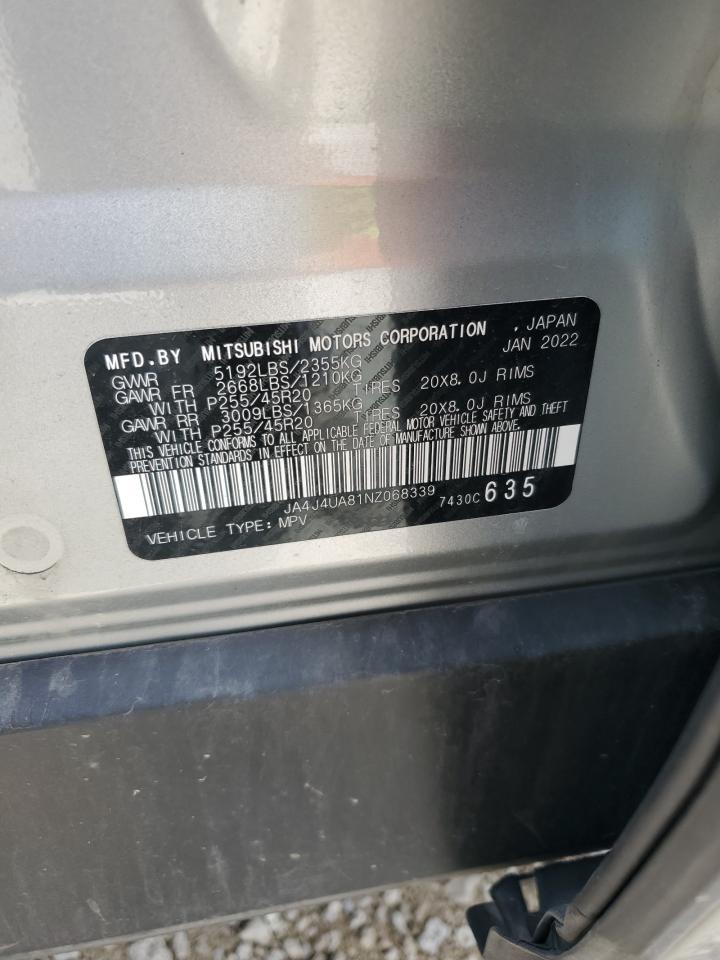 MFD.BY MITSUBISHI MOTORS CORPORATION , JAPAN
GVWR 5192LBS/2355KG JAN 2022
GAWR FR 2668LBS/1210KG TIRES 20X8.0J RIMS
WITH P255/45R20
GAWR RR 3009LBS/1365KG TIRES 20X8.0J RIMS
WITH P255/45R20
THIS VEHICLE CONFORMS TO ALL APPLICABLE FEDERAL MOTOR VEHICLE SAFETY AND THEFT
PREVENTION STANDARDS IN EFFECT ON THE DATE OF MANUFACTURE SHOWN ABOVE.
JA4J4UA81NZ068339 7430C 635
VEHICLE TYPE: MPV